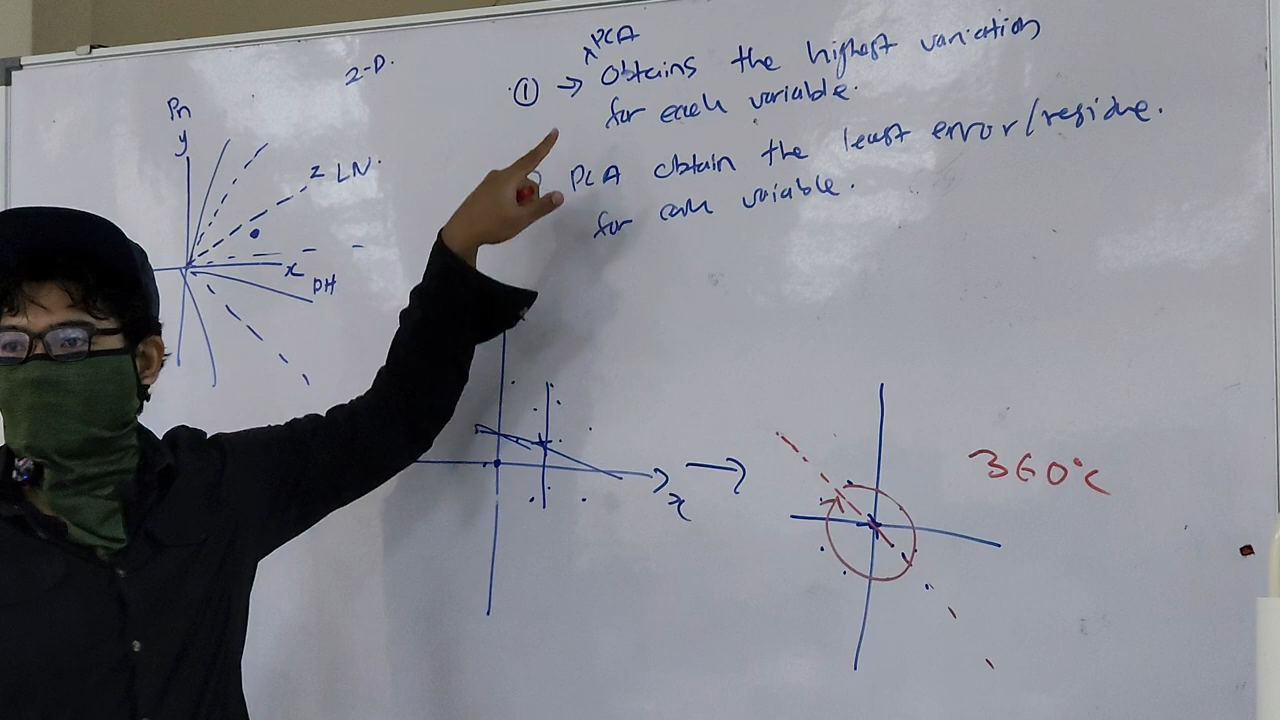 2-D.
Pn
y
z LN.
x
PH
PCA
① → Obtains the highest variation
for each variable.
PCA obtain the least error/residue.
for each variable.
x
360°C